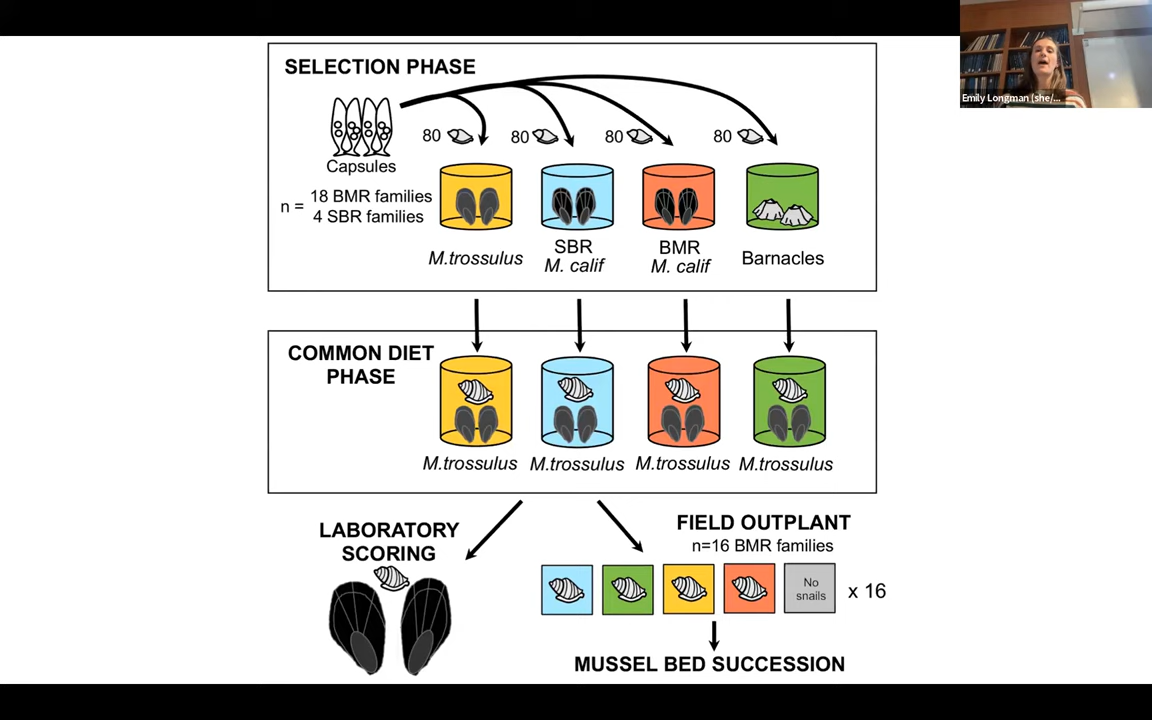 SELECTION PHASE
Capsules
n = 18 BMR families
4 SBR families
80
80
80
80
M.trossulus
SBR
M. calif
BMR
M. calif
Barnacles
COMMON DIET
PHASE
M.trossulus
M.trossulus
M.trossulus
M.trossulus
LABORATORY
SCORING
FIELD OUTPLANT
n=16 BMR families
No
snails
x 16
MUSSEL BED SUCCESSION
Emily Longman (she/...